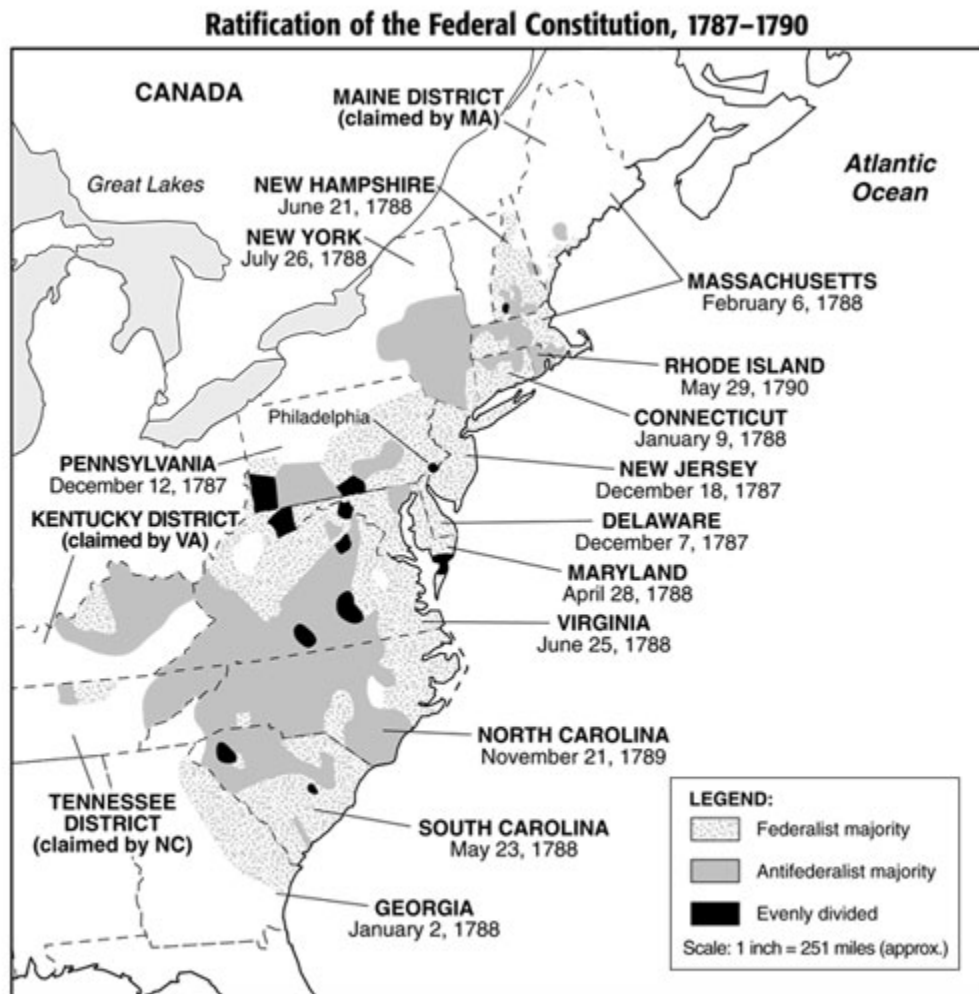 Ratification of the Federal Constitution, 1787–1790
CANADA
MAINE DISTRICT
(claimed by MA)
Great Lakes
Atlantic
Ocean
NEW HAMPSHIRE
June 21, 1788
NEW YORK
July 26, 1788
MASSACHUSETTS
February 6, 1788
RHODE ISLAND
May 29, 1790
Philadelphia
CONNECTICUT
January 9, 1788
PENNSYLVANIA
December 12, 1787
NEW JERSEY
December 18, 1787
KENTUCKY DISTRICT
(claimed by VA)
DELAWARE
December 7, 1787
MARYLAND
April 28, 1788
VIRGINIA
June 25, 1788
NORTH CAROLINA
November 21, 1789
TENNESSEE
DISTRICT
(claimed by NC)
SOUTH CAROLINA
May 23, 1788
GEORGIA
January 2, 1788
LEGEND:
Federalist majority
Antifederalist majority
Evenly divided
Scale: 1 inch = 251 miles (approx.)